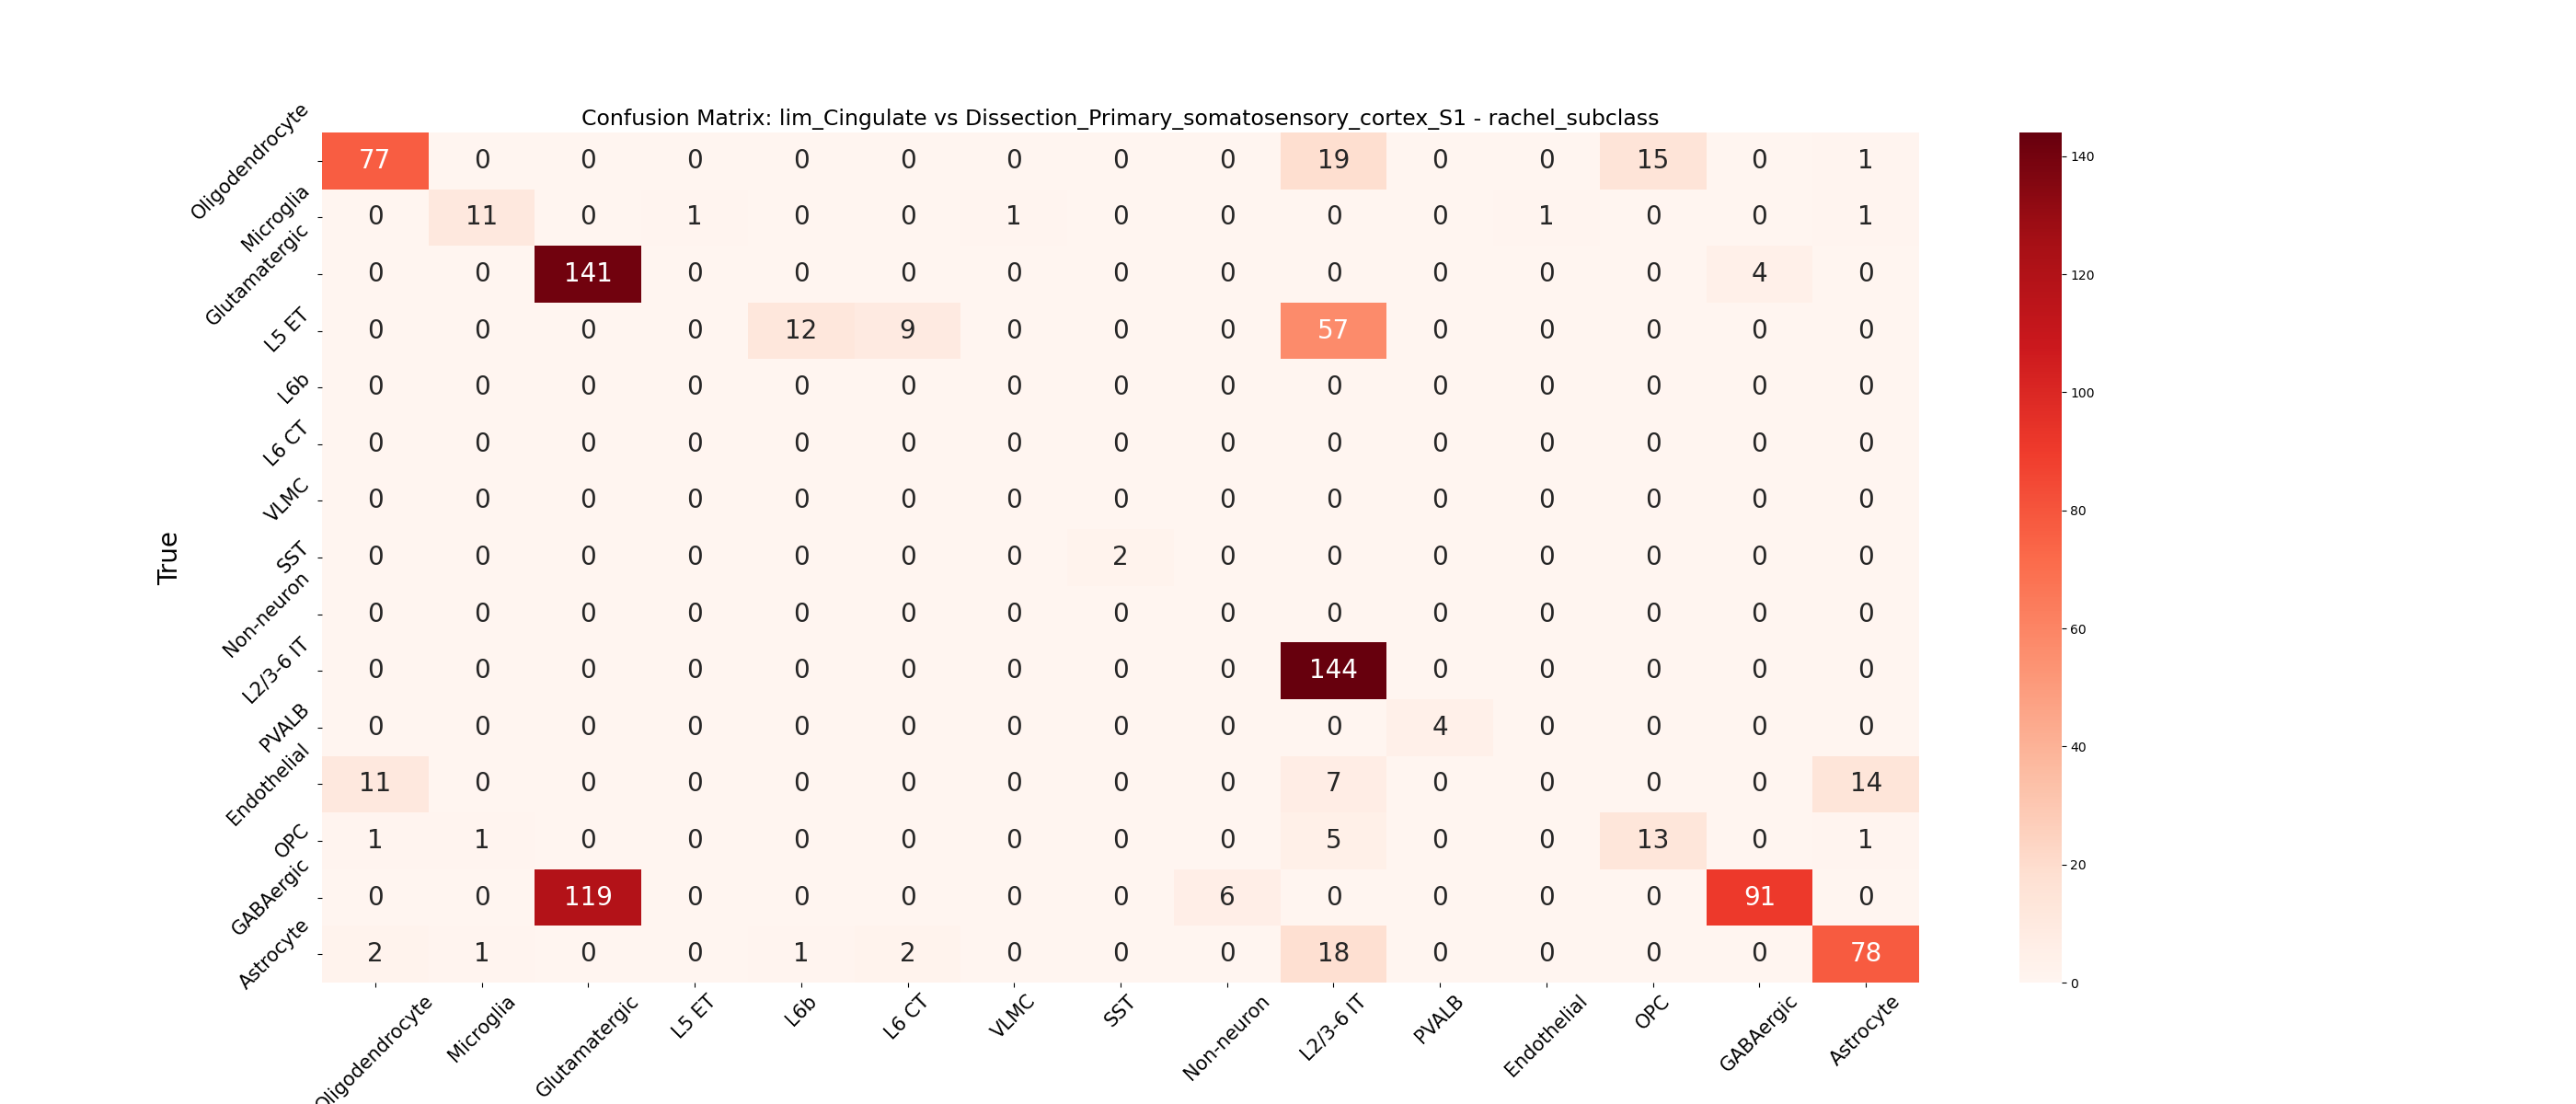 Confusion Matrix: lim_Cingulate vs Dissection_Primary_somatosensory_cortex_S1 - rachel_subclass
True
Oligodendrocyte 77 0 0 0 0 0 0 0 0 19 0 0 15 0 1
Microglia 0 11 0 1 0 0 1 0 0 0 0 1 0 0 1
Glutamatergic 0 0 141 0 0 0 0 0 0 0 0 0 0 4 0
L5 ET 0 0 0 0 12 9 0 0 0 57 0 0 0 0 0
L6b 0 0 0 0 0 0 0 0 0 0 0 0 0 0 0
L6 CT 0 0 0 0 0 0 0 0 0 0 0 0 0 0 0
VLMC 0 0 0 0 0 0 0 0 0 0 0 0 0 0 0
SST 0 0 0 0 0 0 0 2 0 0 0 0 0 0 0
Non-neuron 0 0 0 0 0 0 0 0 0 0 0 0 0 0 0
L2/3-6 IT 0 0 0 0 0 0 0 0 0 144 0 0 0 0 0
PVALB 0 0 0 0 0 0 0 0 0 0 4 0 0 0 0
Endothelial 11 0 0 0 0 0 0 0 0 7 0 0 0 0 14
OPC 1 1 0 0 0 0 0 0 0 5 0 0 13 0 1
GABAergic 0 0 119 0 0 0 0 0 6 0 0 0 0 91 0
Astrocyte 2 1 0 0 1 2 0 0 0 18 0 0 0 0 78
Oligodendrocyte Microglia Glutamatergic L5 ET L6b L6 CT VLMC SST Non-neuron L2/3-6 IT PVALB Endothelial OPC GABAergic Astrocyte
140
120
100
80
60
40
20
0